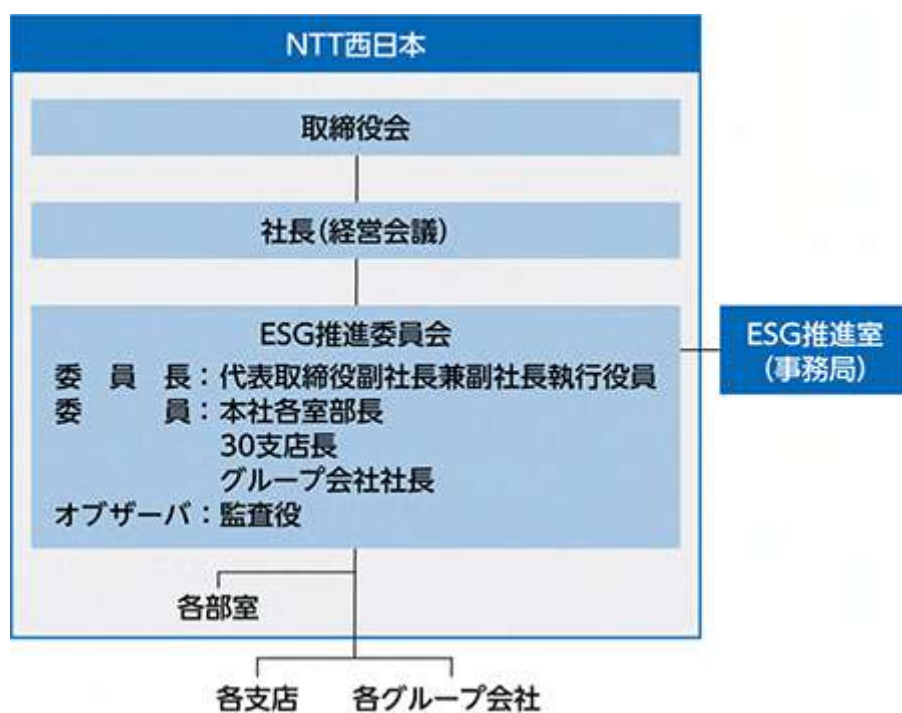 NTT西日本
取締役会
社長(経営会議)
ESG推進委員会
委員長:代表取締役副社長兼副社長執行役員
委員:本社各室部長
30支店長
グループ会社社長
オブザーバ:監査役
ESG推進室
(事務局)
各部室
各支店
各グループ会社